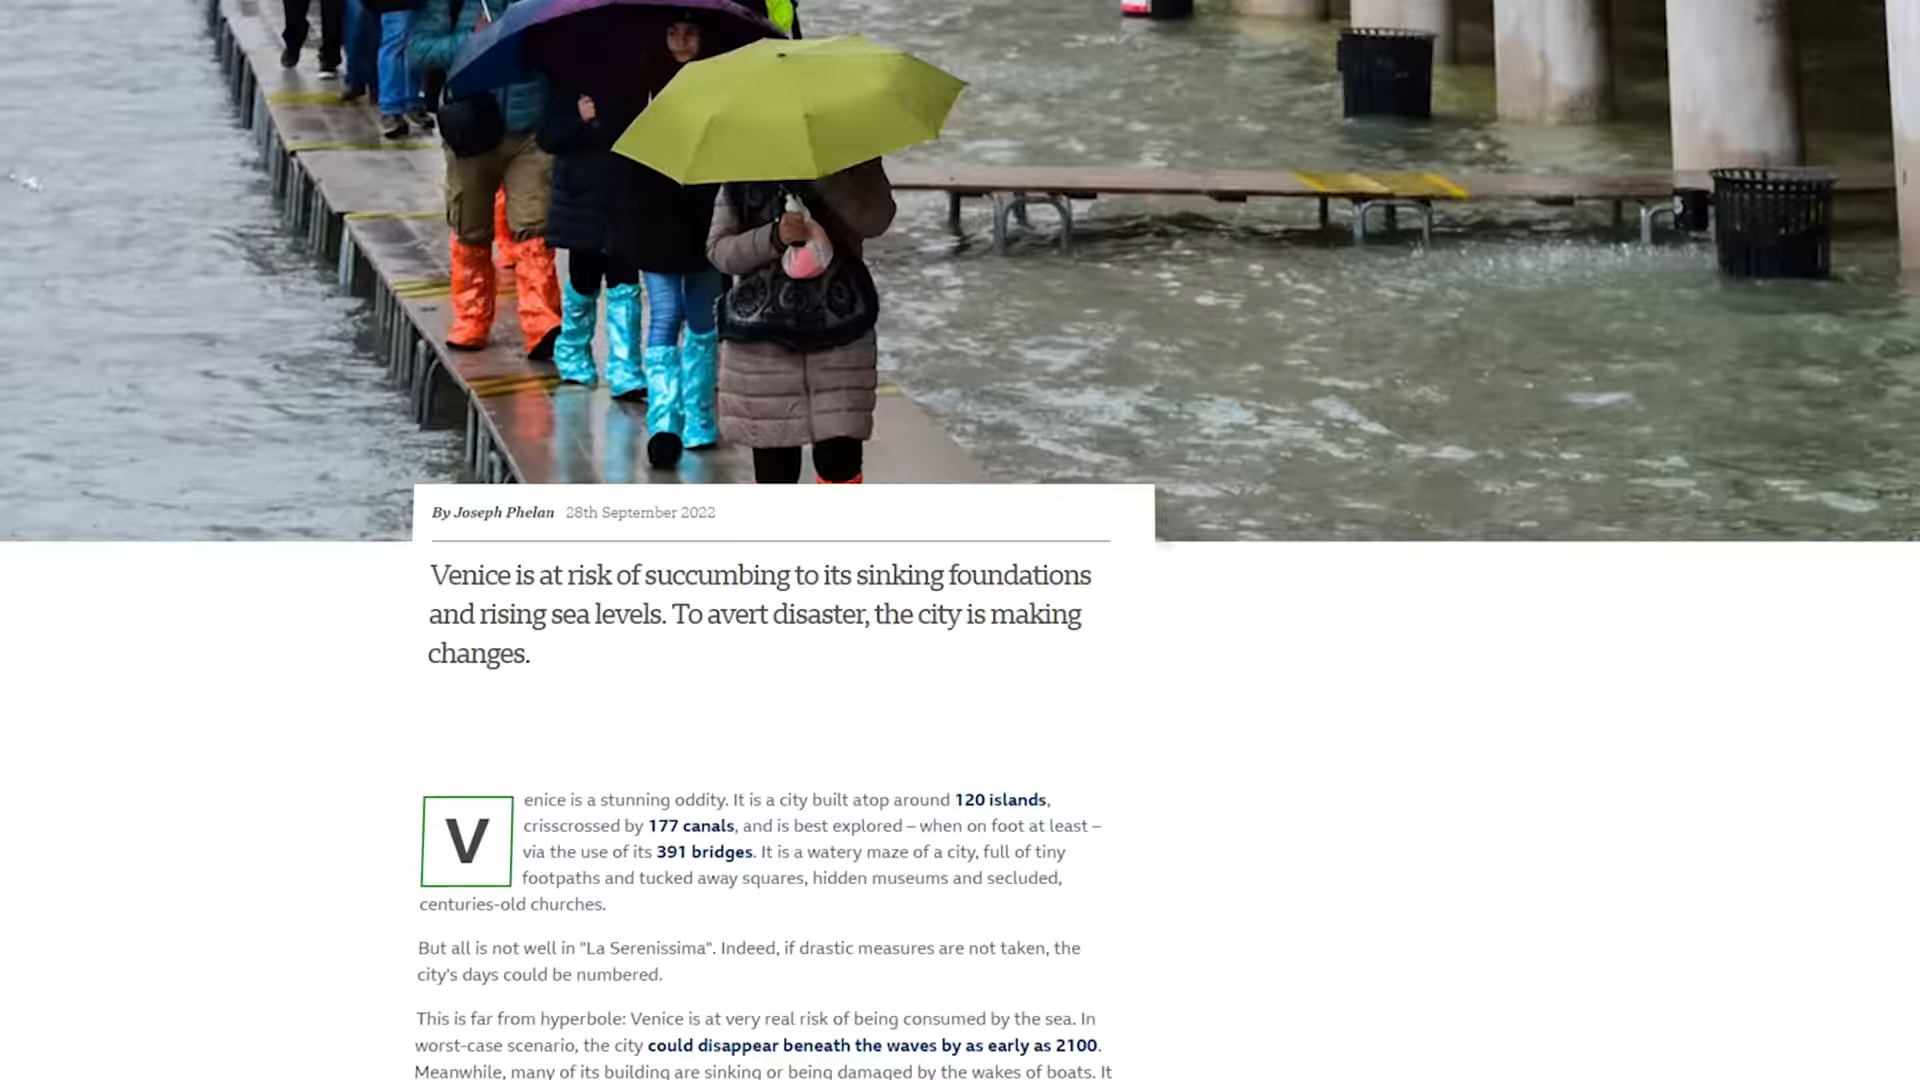 By Joseph Phelan 28th September 2022
Venice is at risk of succumbing to its sinking foundations
and rising sea levels. To avert disaster, the city is making
changes.
Venice is a stunning oddity. It is a city built atop around 120 islands,
crisscrossed by 177 canals, and is best explored – when on foot at least –
via the use of its 391 bridges. It is a watery maze of a city, full of tiny
footpaths and tucked away squares, hidden museums and secluded,
centuries-old churches.
But all is not well in "La Serenissima". Indeed, if drastic measures are not taken, the
city's days could be numbered.
This is far from hyperbole: Venice is at very real risk of being consumed by the sea. In
worst-case scenario, the city could disappear beneath the waves by as early as 2100.
Meanwhile, many of its building are sinking or being damaged by the wakes of boats. It